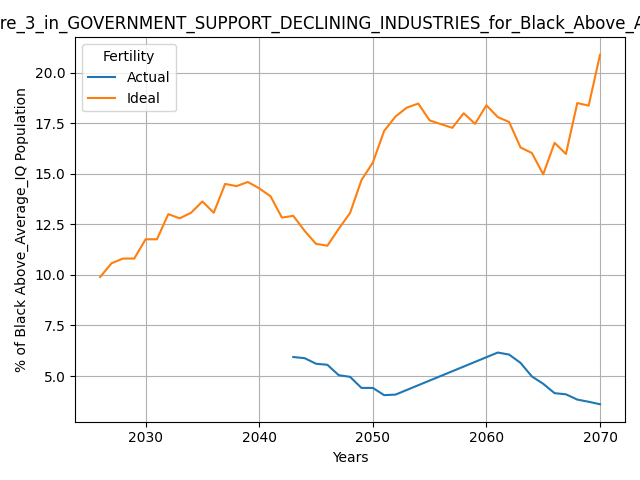 re_3_in_GOVERNMENT_SUPPORT_DECLINING_INDUSTRIES_for_Black_Above_A
Fertility
Actual
Ideal
% of Black Above_Average_IQ Population
20.0
17.5
15.0
12.5
10.0
7.5
5.0
2030 2040 2050 2060 2070
Years